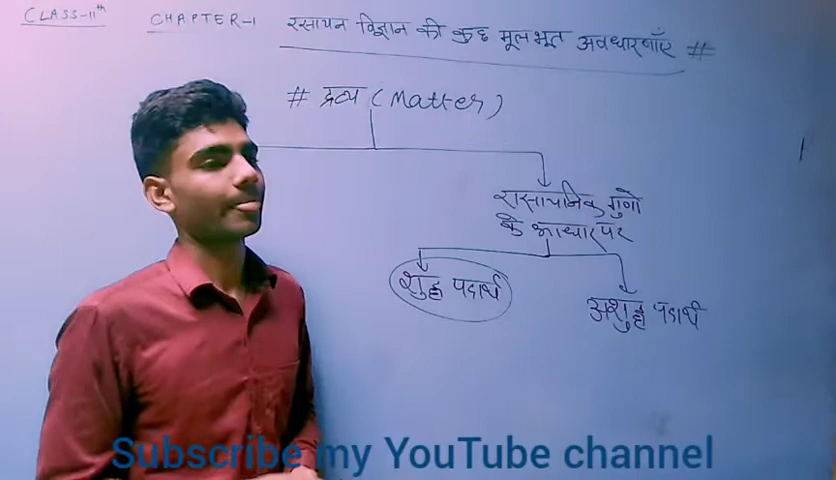 CLASS-11th CHAPTER-1 रसायन विज्ञान की कुछ मूलभूत अवधारणाएँ #
# द्रव्य (Matter)
रासायनिक गुणो
के आधार पर
शुद्ध पदार्थ
अशुद्ध पदार्थ
Subscribe my YouTube channel